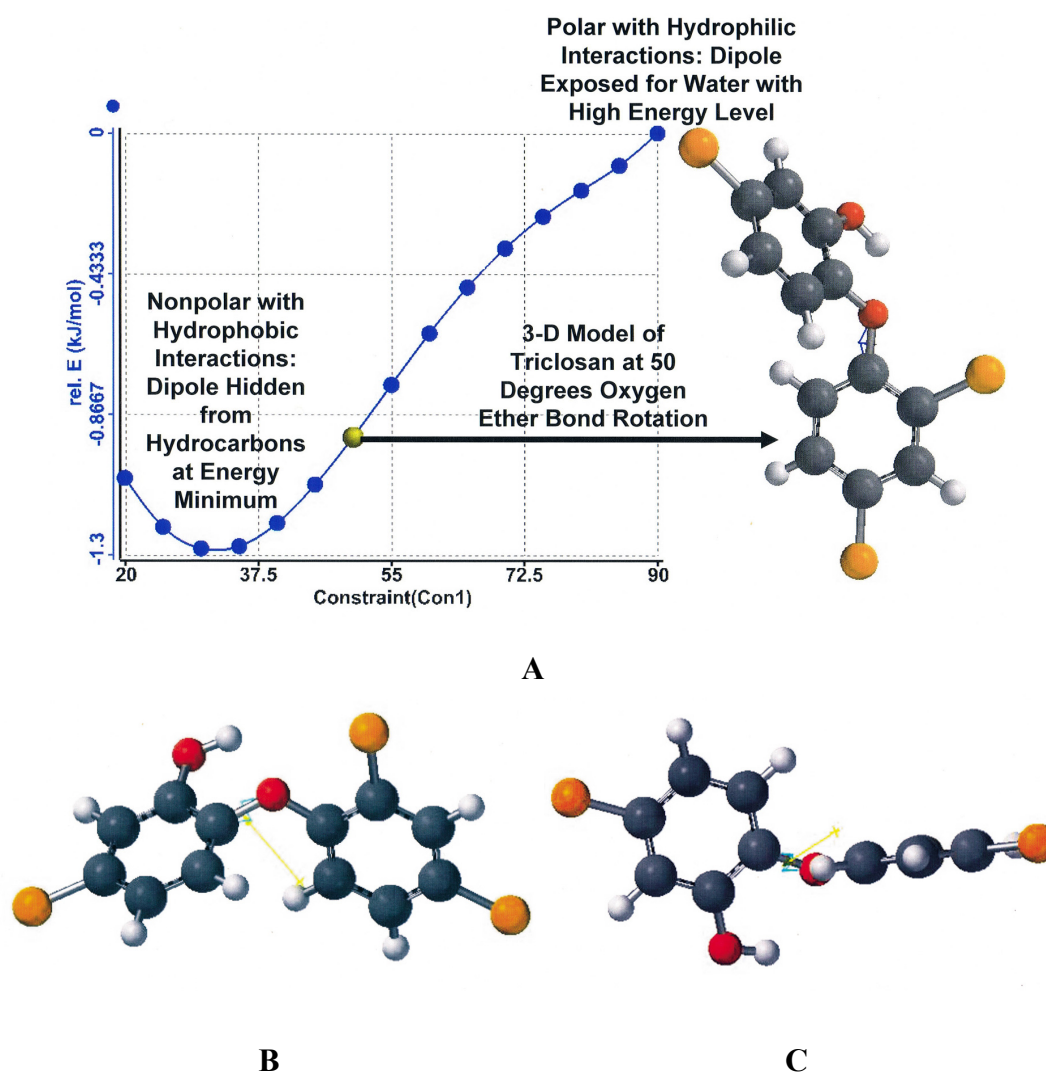 Polar with Hydrophilic
Interactions: Dipole
Exposed for Water with
High Energy Level
0
-0.4333
-0.8667
-1.3
rel. E (kJ/mol)
Nonpolar with
Hydrophobic
Interactions:
Dipole Hidden
from
Hydrocarbons
at Energy
Minimum
3-D Model of
Triclosan at 50
Degrees Oxygen
Ether Bond Rotation
20
37.5
55
72.5
90
Constraint(Con1)
A
B
C